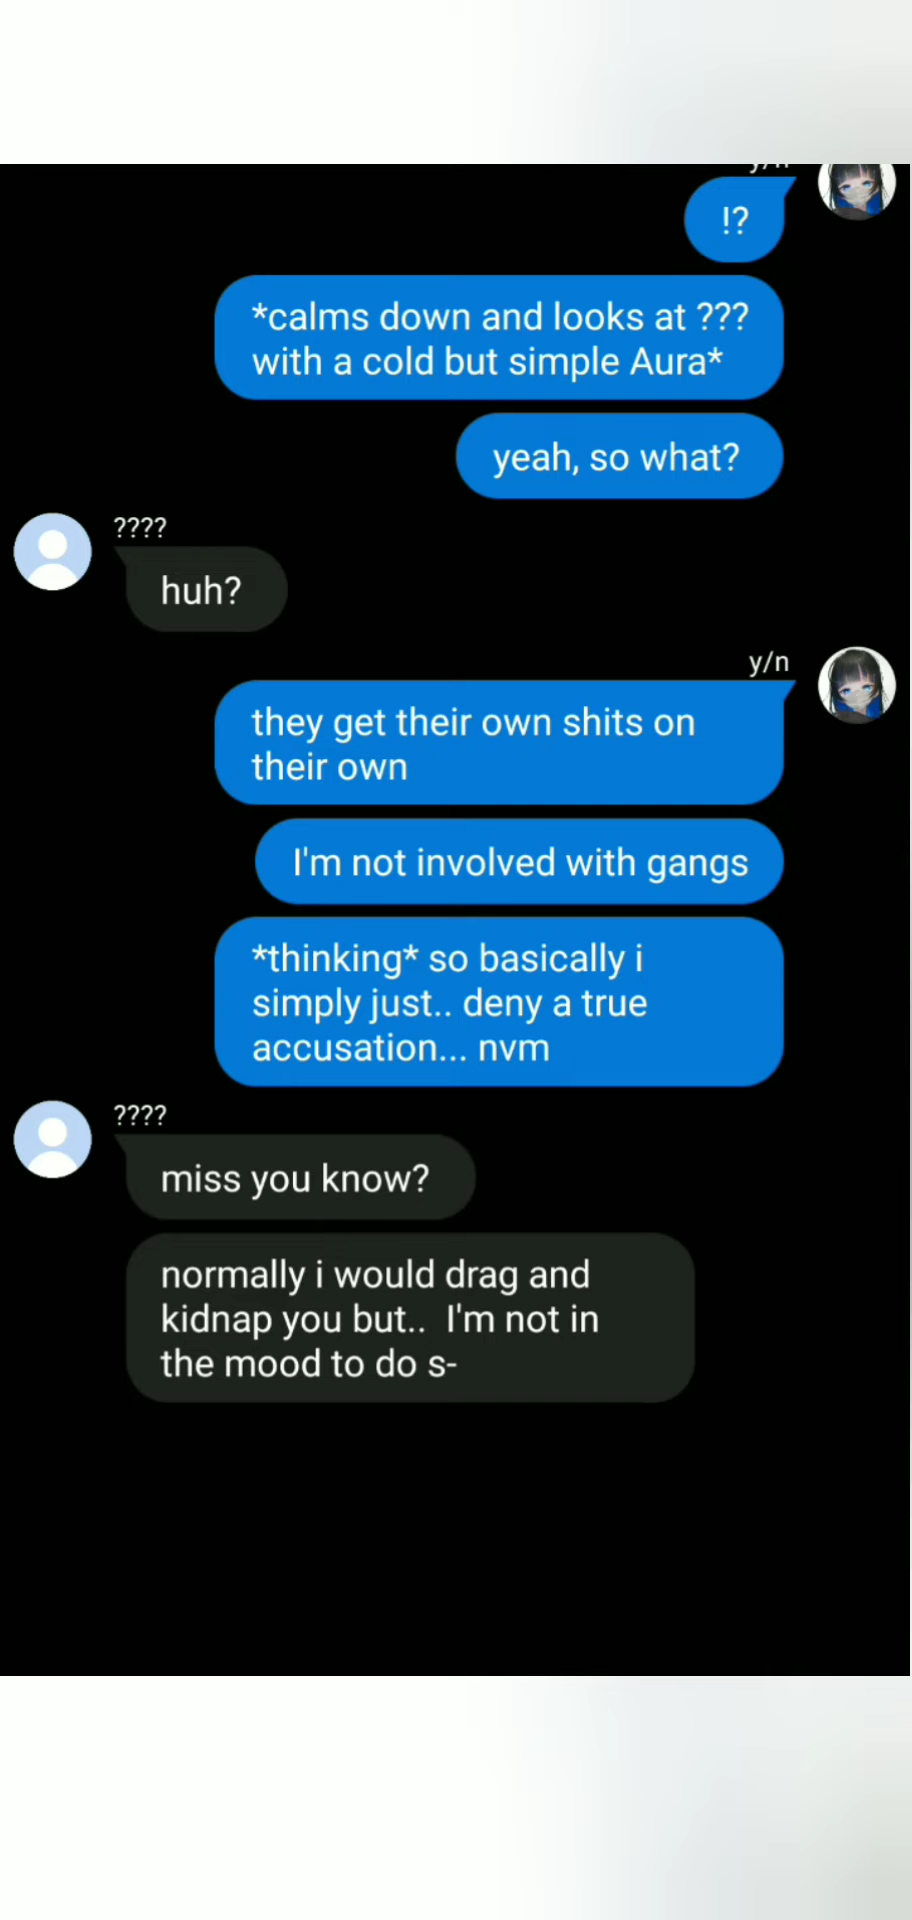 !?
*calms down and looks at ???
with a cold but simple Aura*
yeah, so what?
????
huh?
y/n
they get their own shits on
their own
I'm not involved with gangs
*thinking* so basically i
simply just.. deny a true
accusation... nvm
????
miss you know?
normally i would drag and
kidnap you but..  I'm not in
the mood to do s-